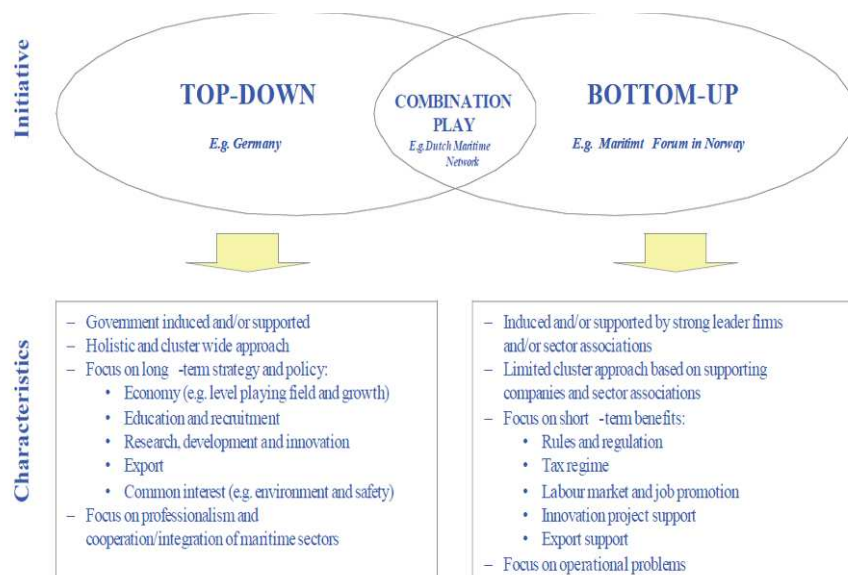 Initiative
TOP-DOWN
E.g. Germany
COMBINATION
PLAY
E.g.Dutch Maritime
Network
BOTTOM-UP
E.g. Maritimt Forum in Norway
Characteristics
– Government induced and/or supported
– Holistic and cluster wide approach
– Focus on long -term strategy and policy:
• Economy (e.g. level playing field and growth)
• Education and recruitment
• Research, development and innovation
• Export
• Common interest (e.g. environment and safety)
– Focus on professionalism and
cooperation/integration of maritime sectors
– Induced and/or supported by strong leader firms
and/or sector associations
– Limited cluster approach based on supporting
companies and sector associations
– Focus on short -term benefits:
• Rules and regulation
• Tax regime
• Labour market and job promotion
• Innovation project support
• Export support
– Focus on operational problems